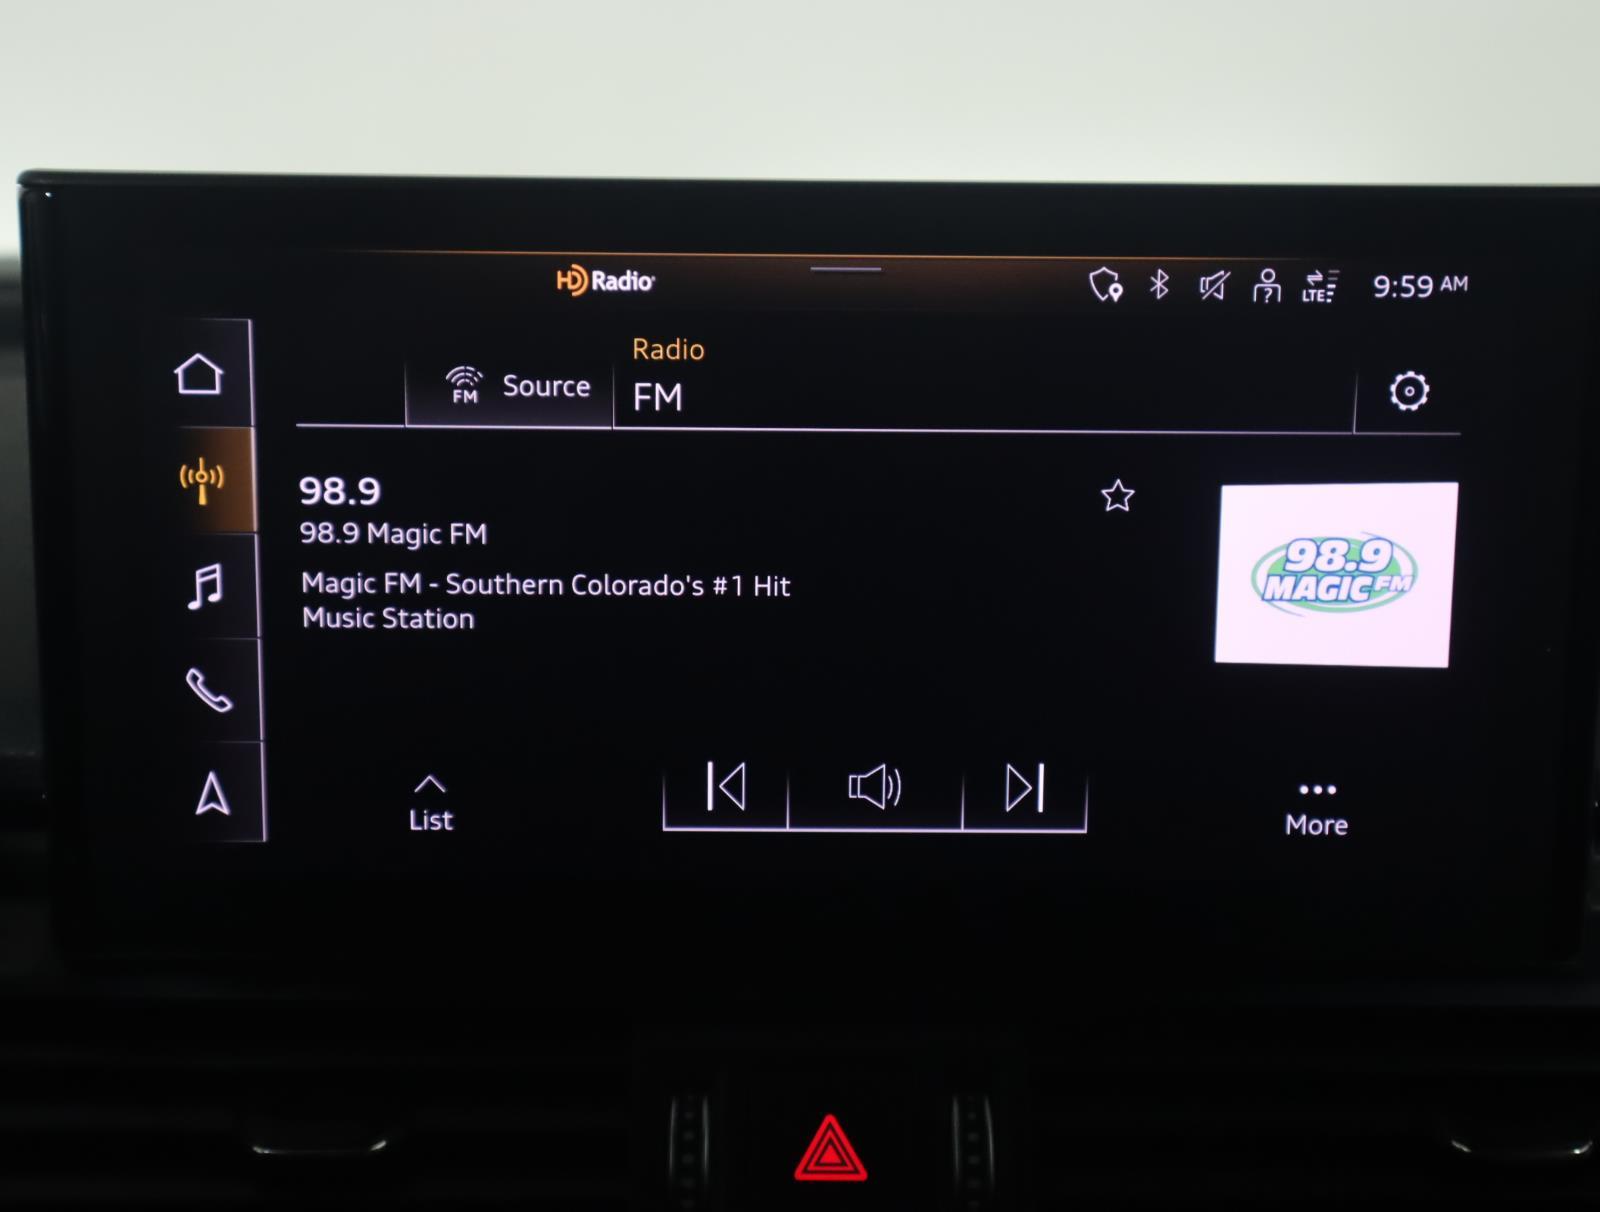 HD Radio
LTE
9:59 AM
Radio
FM
Source
FM
98.9
98.9 Magic FM
Magic FM - Southern Colorado's #1 Hit
Music Station
98.9
MAGIC FM
List
More